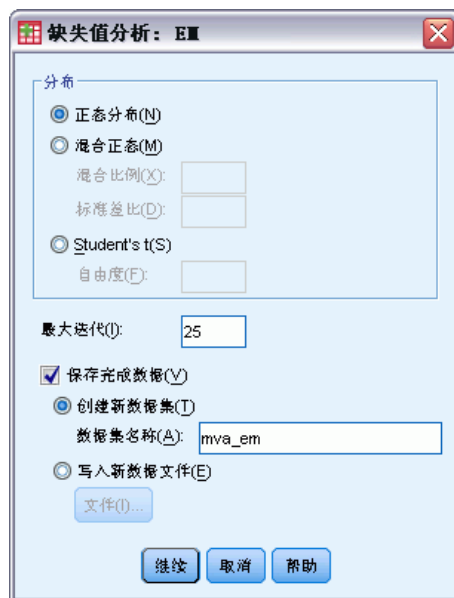 缺失值分析：EM
分布
正态分布(N)
混合正态(M)
混合比例(X):
标准差比(D):
Student's t(S)
自由度(F):
最大迭代(I): 25
保存完成数据(V)
创建新数据集(T)
数据集名称(A): mva_em
写入新数据文件(E)
文件(I)...
继续 取消 帮助